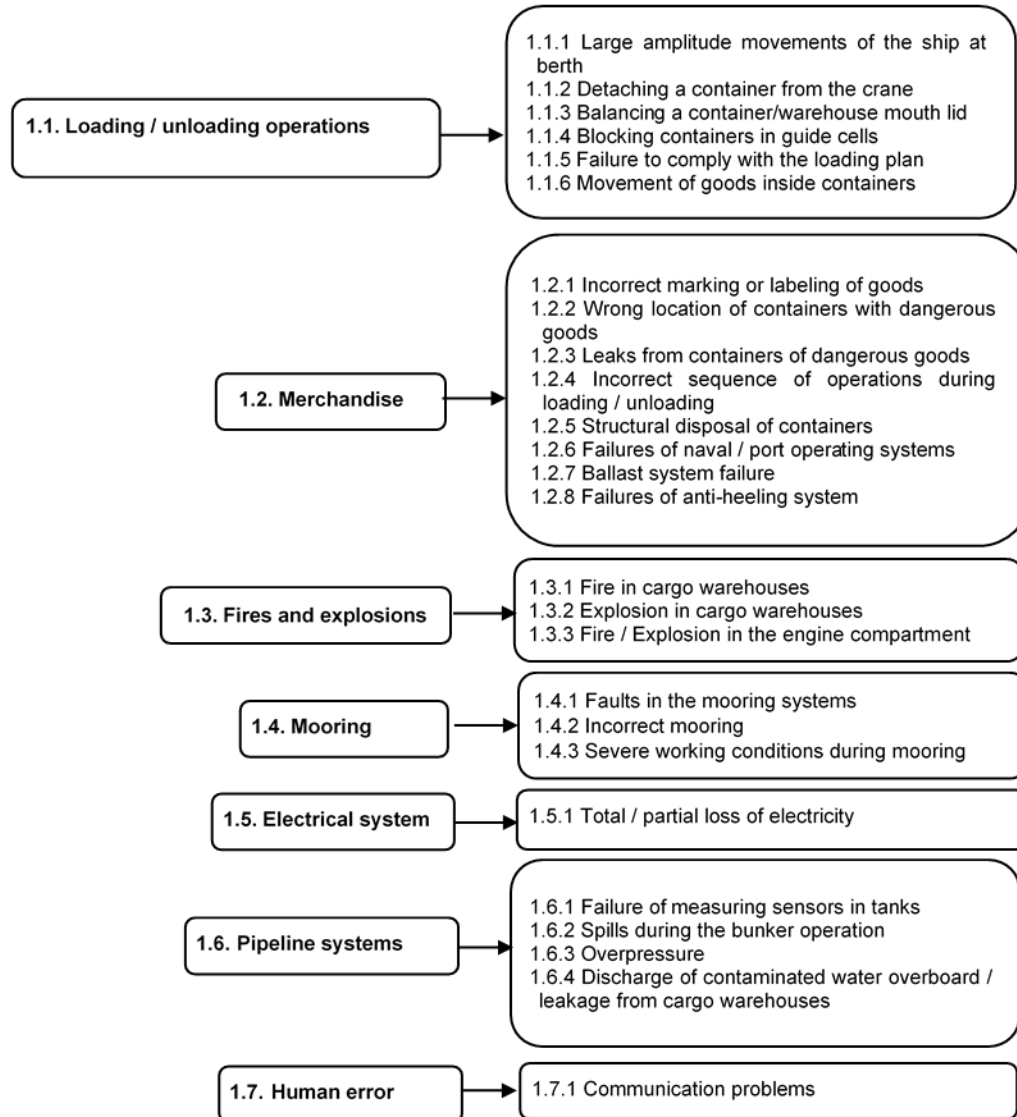 1.1. Loading / unloading operations
1.1.1 Large amplitude movements of the ship at
berth
1.1.2 Detaching a container from the crane
1.1.3 Balancing a container/warehouse mouth lid
1.1.4 Blocking containers in guide cells
1.1.5 Failure to comply with the loading plan
1.1.6 Movement of goods inside containers
1.2. Merchandise
1.2.1 Incorrect marking or labeling of goods
1.2.2 Wrong location of containers with dangerous
goods
1.2.3 Leaks from containers of dangerous goods
1.2.4 Incorrect sequence of operations during
loading / unloading
1.2.5 Structural disposal of containers
1.2.6 Failures of naval / port operating systems
1.2.7 Ballast system failure
1.2.8 Failures of anti-heeling system
1.3. Fires and explosions
1.3.1 Fire in cargo warehouses
1.3.2 Explosion in cargo warehouses
1.3.3 Fire / Explosion in the engine compartment
1.4. Mooring
1.4.1 Faults in the mooring systems
1.4.2 Incorrect mooring
1.4.3 Severe working conditions during mooring
1.5. Electrical system
1.5.1 Total / partial loss of electricity
1.6. Pipeline systems
1.6.1 Failure of measuring sensors in tanks
1.6.2 Spills during the bunker operation
1.6.3 Overpressure
1.6.4 Discharge of contaminated water overboard /
leakage from cargo warehouses
1.7. Human error
1.7.1 Communication problems